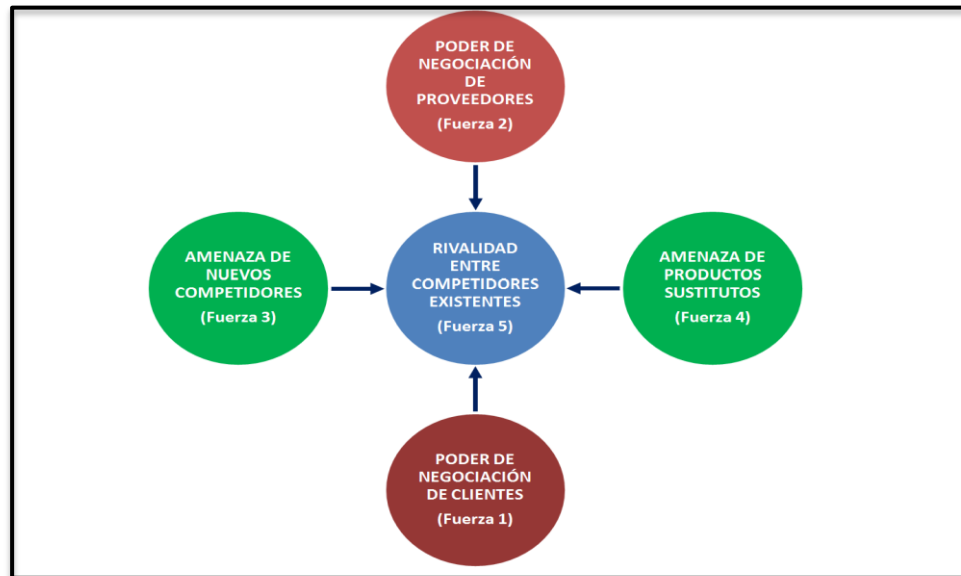 PODER DE
NEGOCIACIÓN
DE
PROVEEDORES
(Fuerza 2)
AMENAZA DE
NUEVOS
COMPETIDORES
(Fuerza 3)
RIVALIDAD
ENTRE
COMPETIDORES
EXISTENTES
(Fuerza 5)
AMENAZA DE
PRODUCTOS
SUSTITUTOS
(Fuerza 4)
PODER DE
NEGOCIACIÓN
DE CLIENTES
(Fuerza 1)